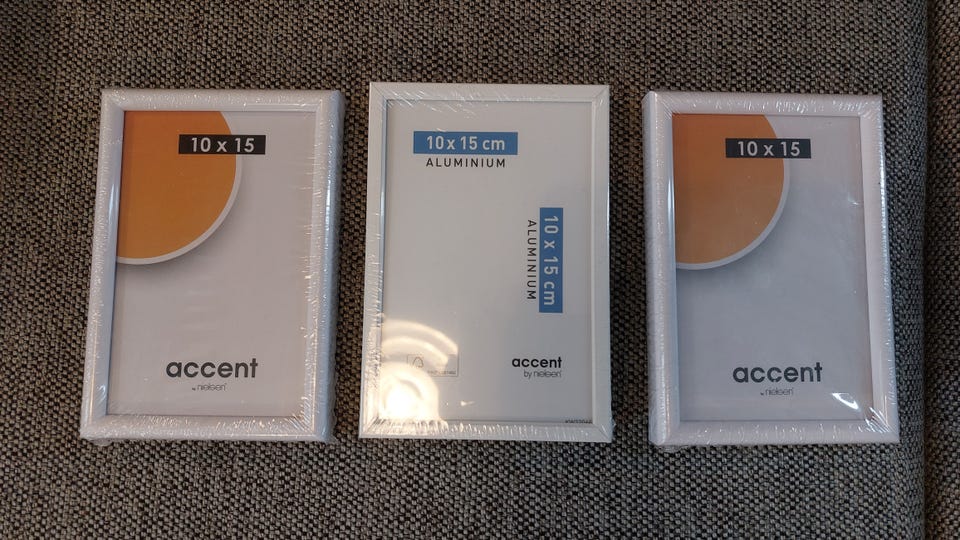 10 x 15
accent
by nielsen
10 x 15 cm
ALUMINIUM
10 x 15 cm
ALUMINIUM
accent
by nielsen
10 x 15
accent
by nielsen